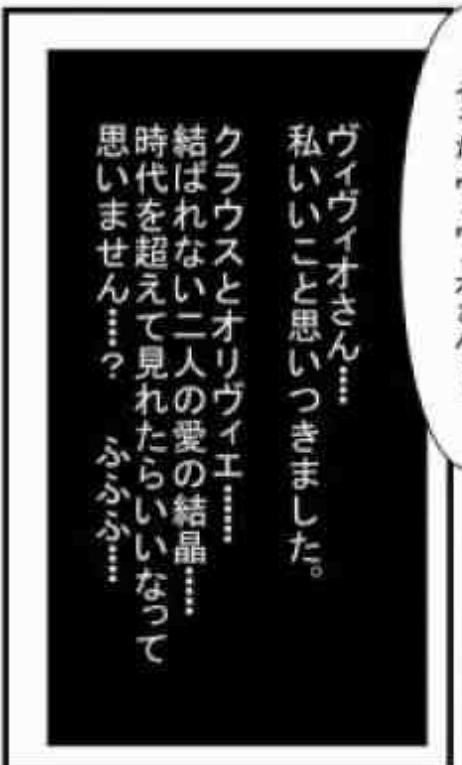 ヴィヴィオさん……
私いいこと思いつきました。
クラウスとオリヴィエ………
結ばれない二人の愛の結晶……
時代を超えて見れたらいいなって
思いません……？　ふふふ……